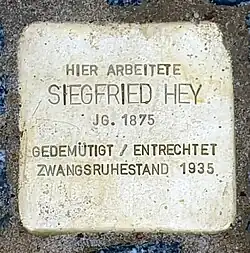 HIER ARBEITETE
SIEGFRIED HEY
JG. 1875
GEDEMÜTIGT / ENTRECHTET
ZWANGSRUHESTAND 1935